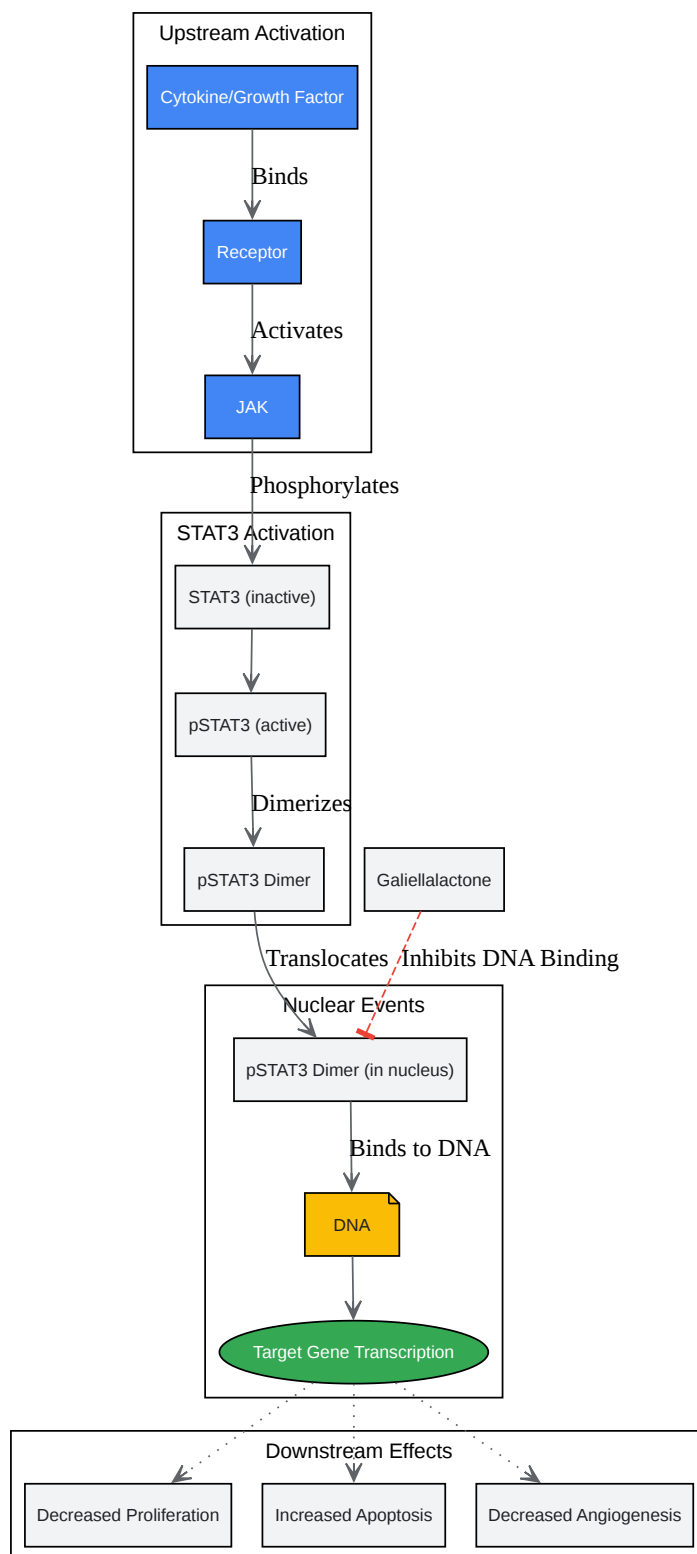 Upstream Activation
Cytokine/Growth Factor
Binds
Receptor
Activates
JAK
Phosphorylates
STAT3 Activation
STAT3 (inactive)
pSTAT3 (active)
Dimerizes
pSTAT3 Dimer
Galiellalactone
Translocates
Inhibits DNA Binding
Nuclear Events
pSTAT3 Dimer (in nucleus)
Binds to DNA
DNA
Target Gene Transcription
Downstream Effects
Decreased Proliferation
Increased Apoptosis
Decreased Angiogenesis